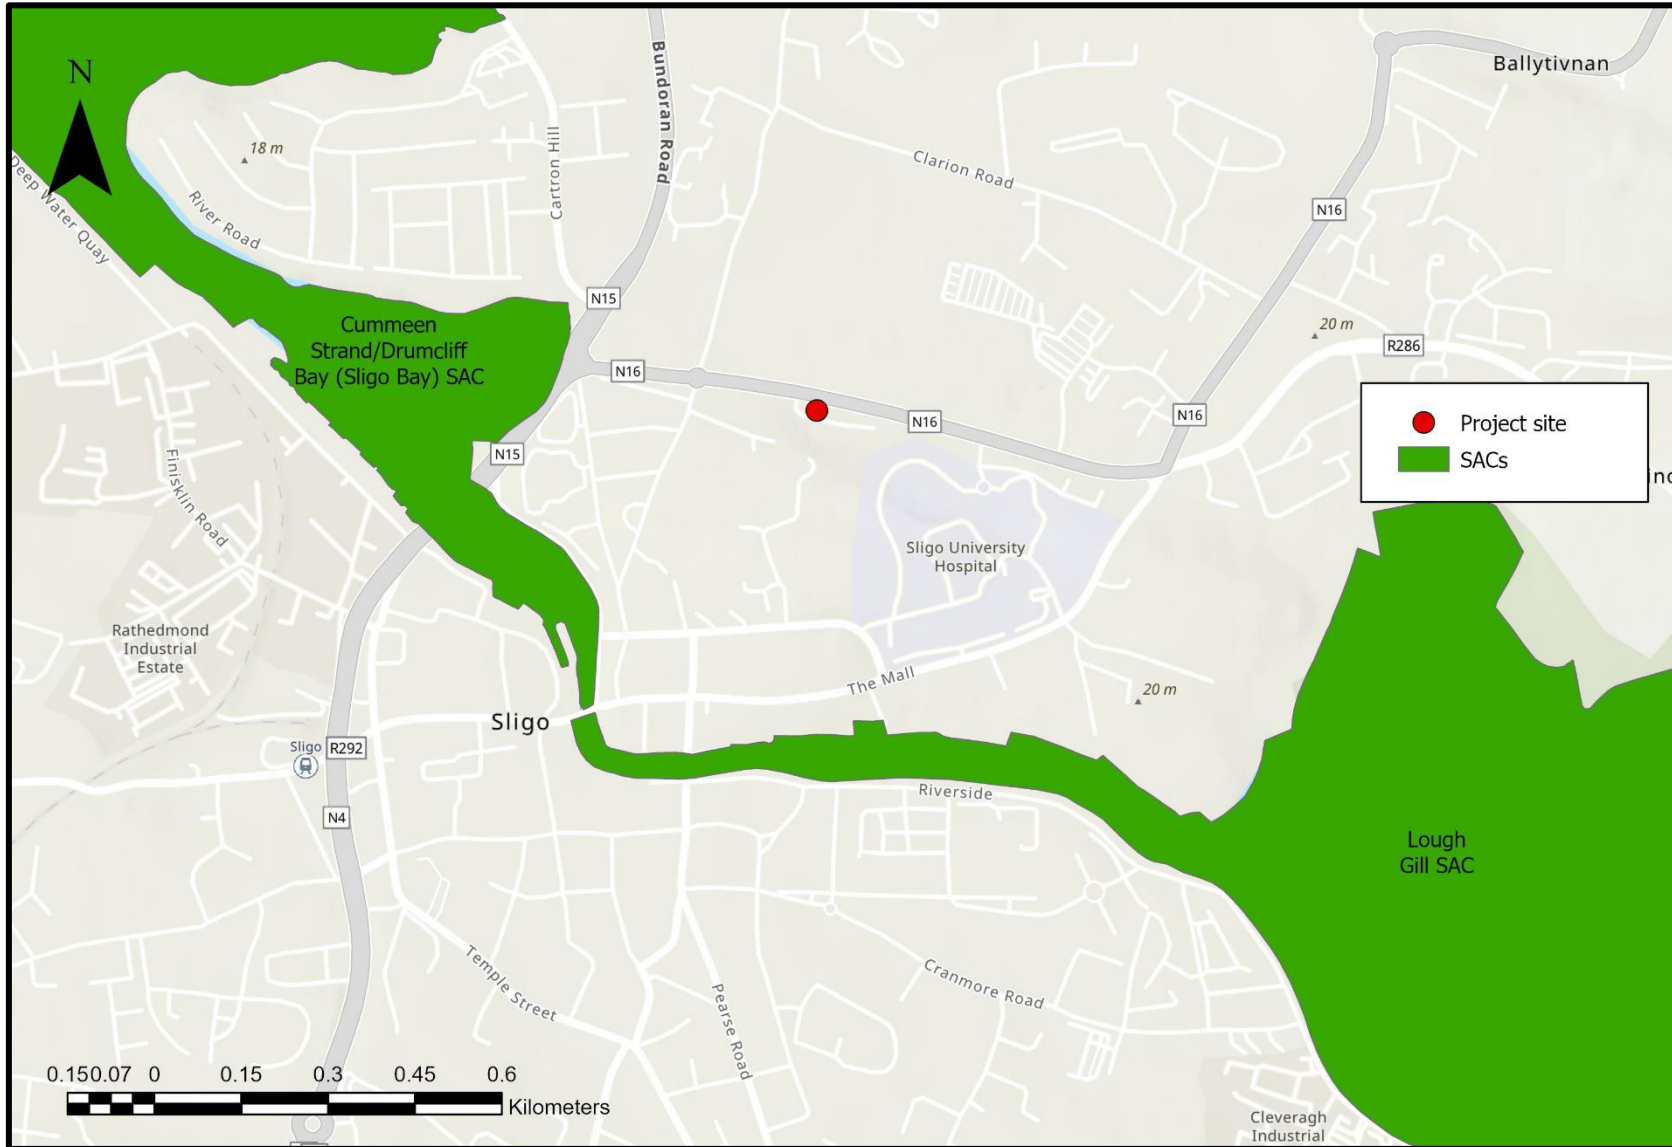 N
Ballytivnan
Bundoran Road
18 m
Cartron Hill
Clarion Road
Deep Water Quay
River Road
N16
N15
20 m
Cummeen
Strand/Drumcliff
Bay (Sligo Bay) SAC
R286
N16
N16
N16
Project site
SACs
N15
Finisklin Road
Sligo University
Hospital
Rathedmond
Industrial
Estate
The Mall
20 m
Sligo
Sligo
R292
Riverside
N4
Lough
Gill SAC
Temple Street
Cranmore Road
Pearse Road
0.15 0.07 0 0.15 0.3 0.45 0.6
Kilometers
Cleveragh
Industrial